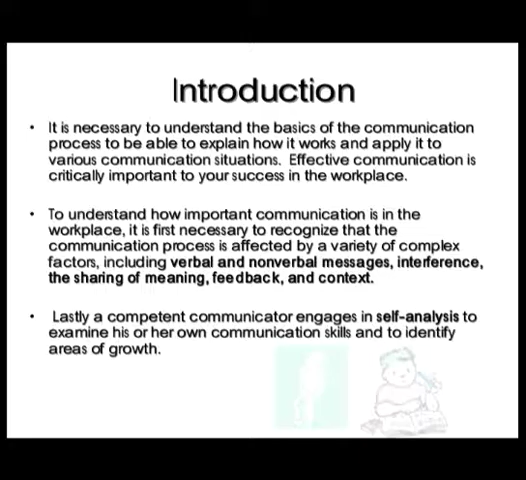 Introduction
• It is necessary to understand the basics of the communication
process to be able to explain how it works and apply it to
various communication situations. Effective communication is
critically important to your success in the workplace.
• To understand how important communication is in the
workplace, it is first necessary to recognize that the
communication process is affected by a variety of complex
factors, including verbal and nonverbal messages, interference,
the sharing of meaning, feedback, and context.
• Lastly a competent communicator engages in self-analysis to
examine his or her own communication skills and to identify
areas of growth.